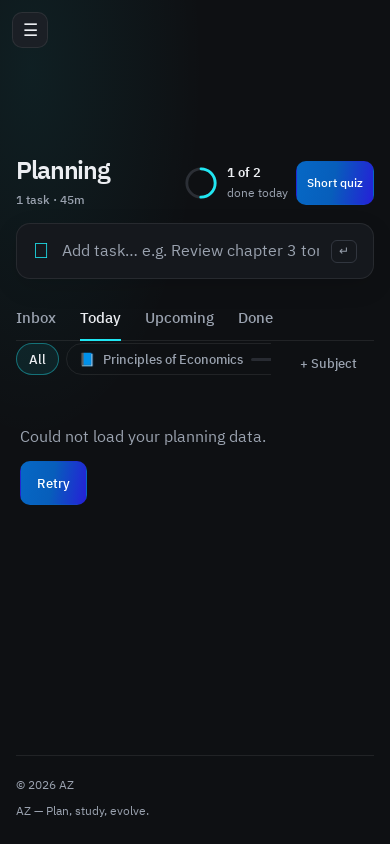 ☰
Planning
1 task · 45m
1 of 2
done today
Short quiz
Add task… e.g. Review chapter 3 to
↵
Inbox
Today
Upcoming
Done
All
📘 Principles of Economics
+ Subject
Could not load your planning data.
Retry
© 2026 AZ
AZ — Plan, study, evolve.